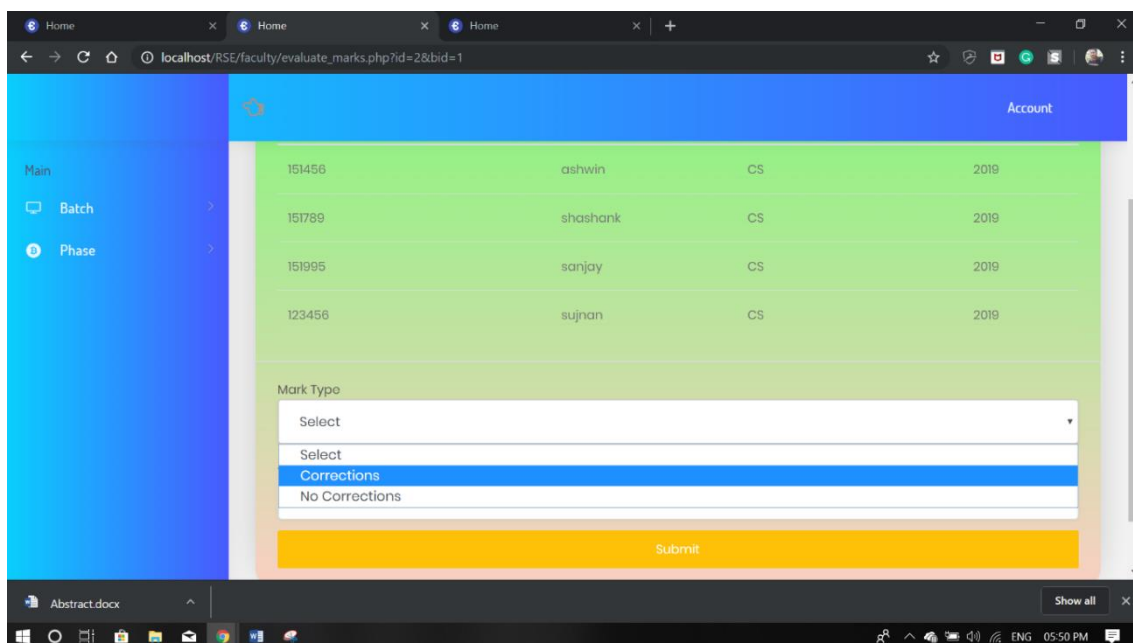 Home
Home
Home
localhost/RSE/faculty/evaluate_marks.php?id=2&bid=1
Account
Main
Batch
Phase
151456 ashwin CS 2019
151789 shashank CS 2019
151995 sanjay CS 2019
123456 sujnan CS 2019
Mark Type
Select
Select
Corrections
No Corrections
Submit
Abstract.docx
Show all
ENG 05:50 PM